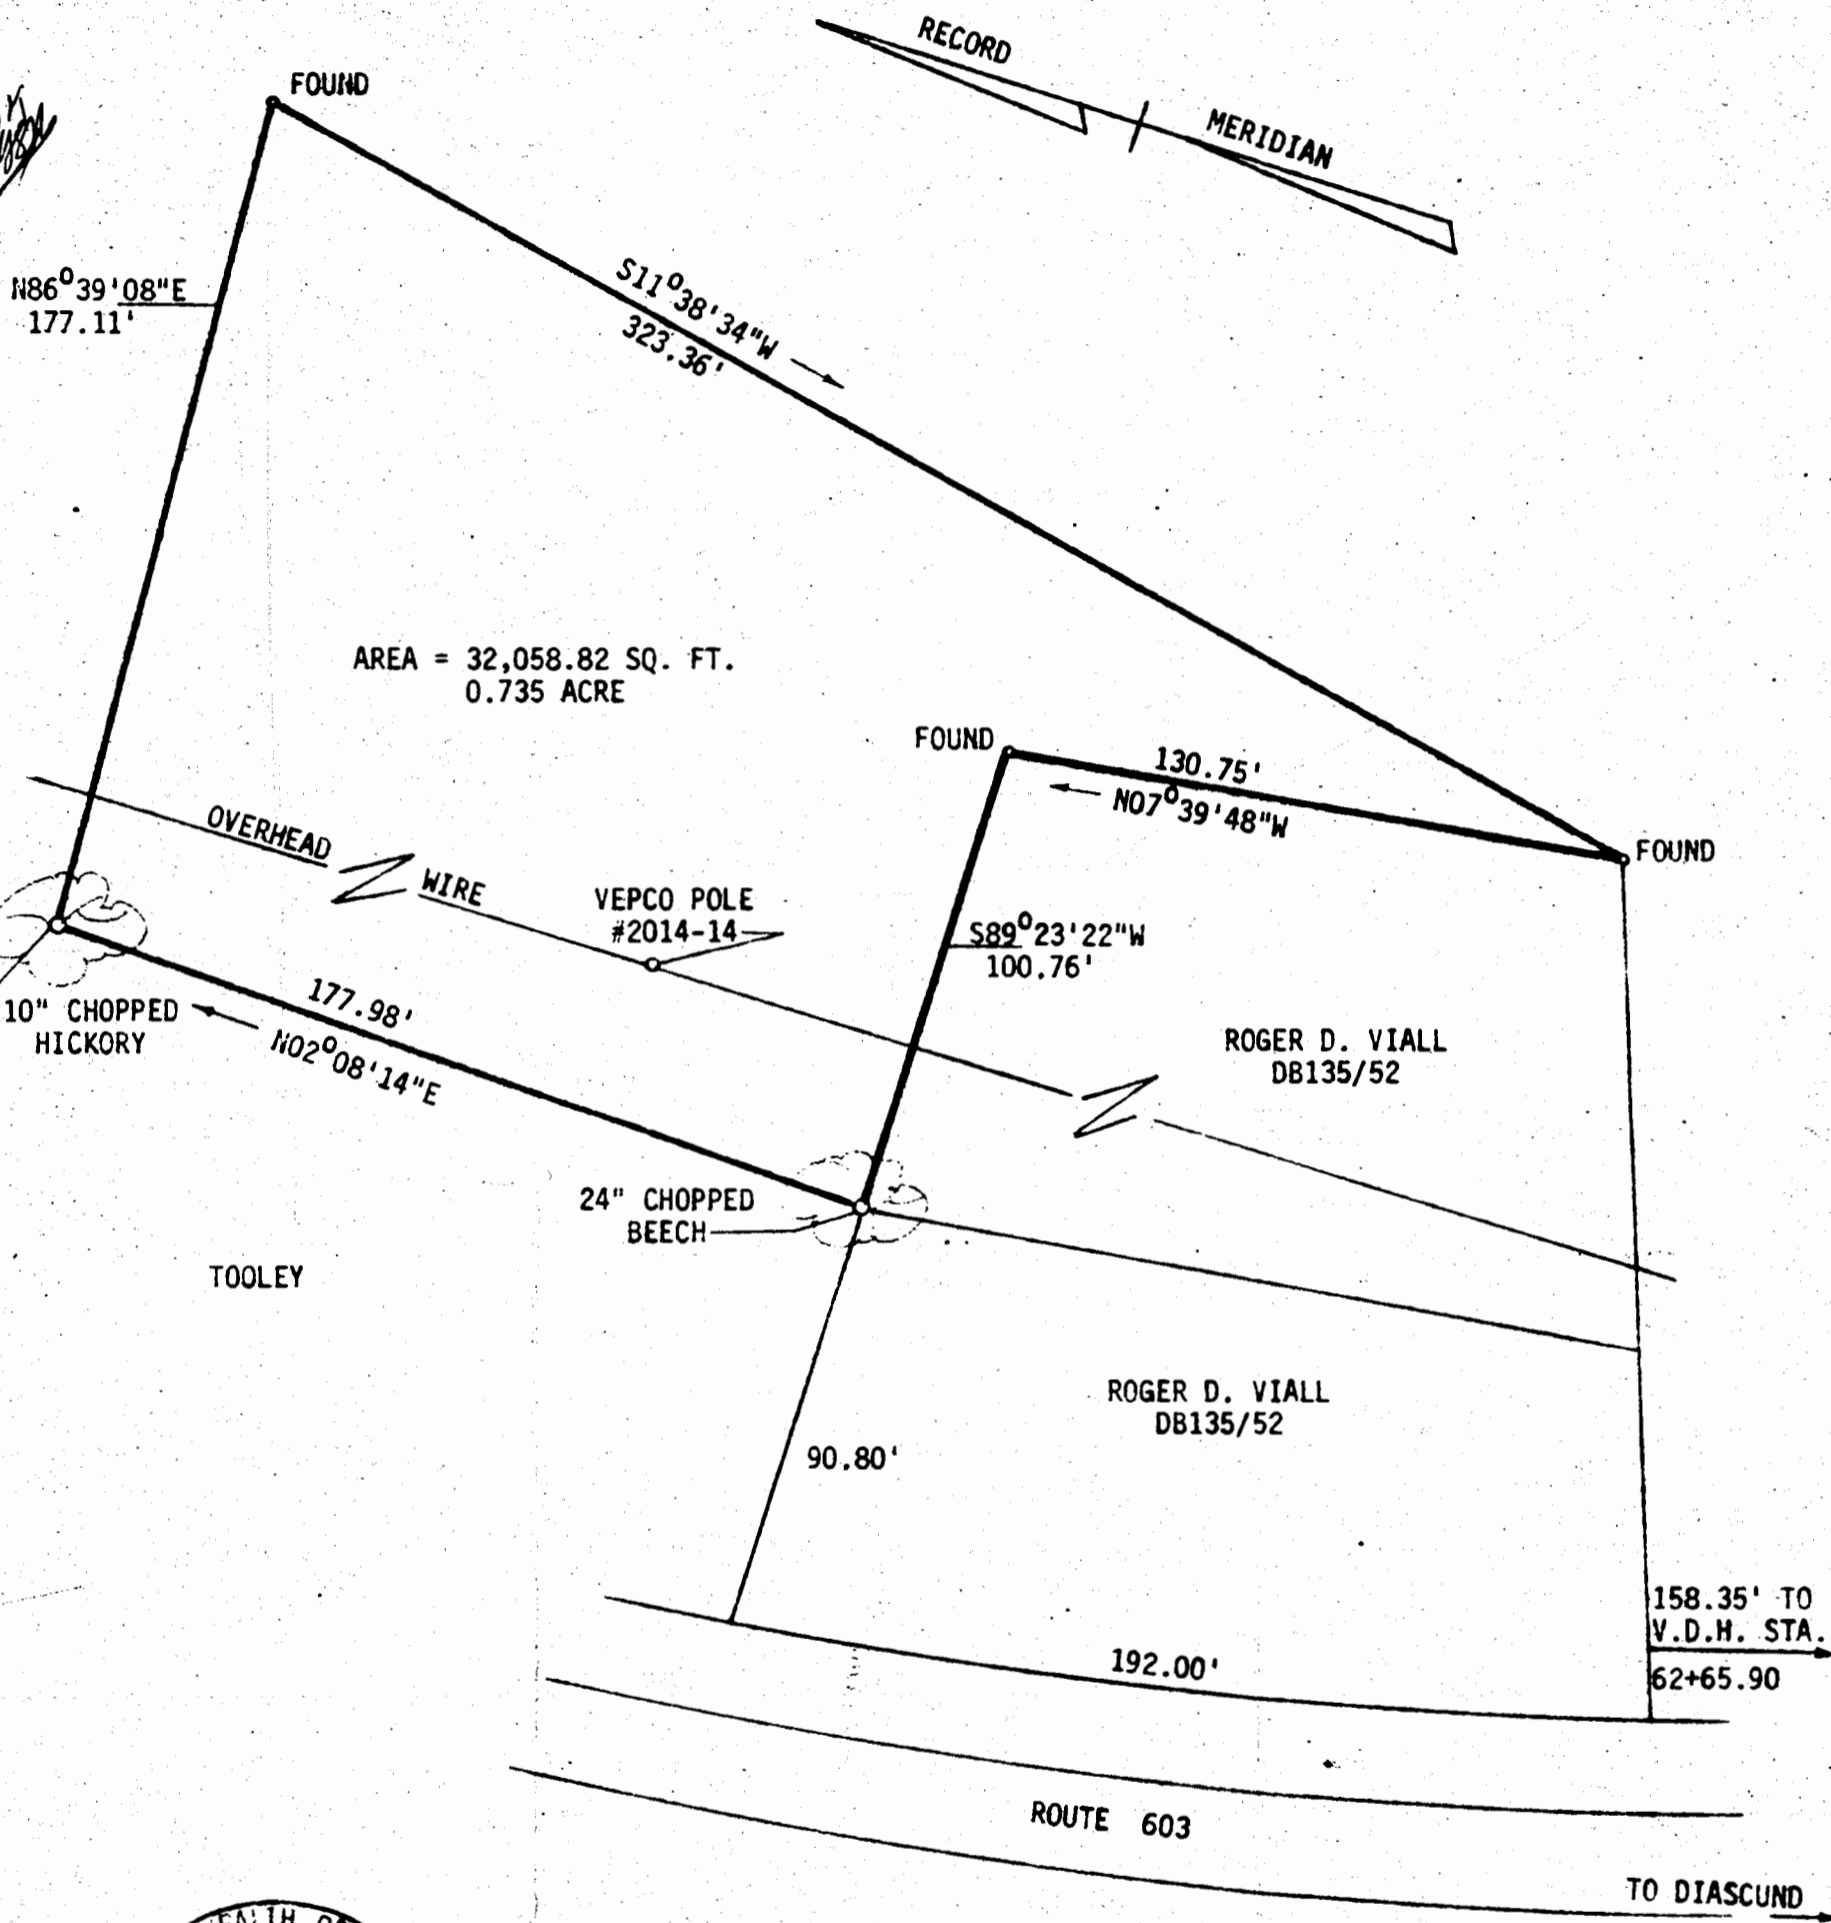 RECORD
MERIDIAN
FOUND
N86°39'08"E
177.11'
S11°38'34"W
323.36'
AREA = 32,058.82 SQ. FT.
0.735 ACRE
FOUND
130.75'
N07°39'48"W
FOUND
OVERHEAD
WIRE
VEPCO POLE
#2014-14
S89°23'22"W
100.76'
10" CHOPPED
HICKORY
177.98'
N02°08'14"E
ROGER D. VIALL
DB135/52
24" CHOPPED
BEECH
TOOLEY
ROGER D. VIALL
DB135/52
90.80'
158.35' TO
V.D.H. STA.
62+65.90
192.00'
ROUTE 603
TO DIASCUND